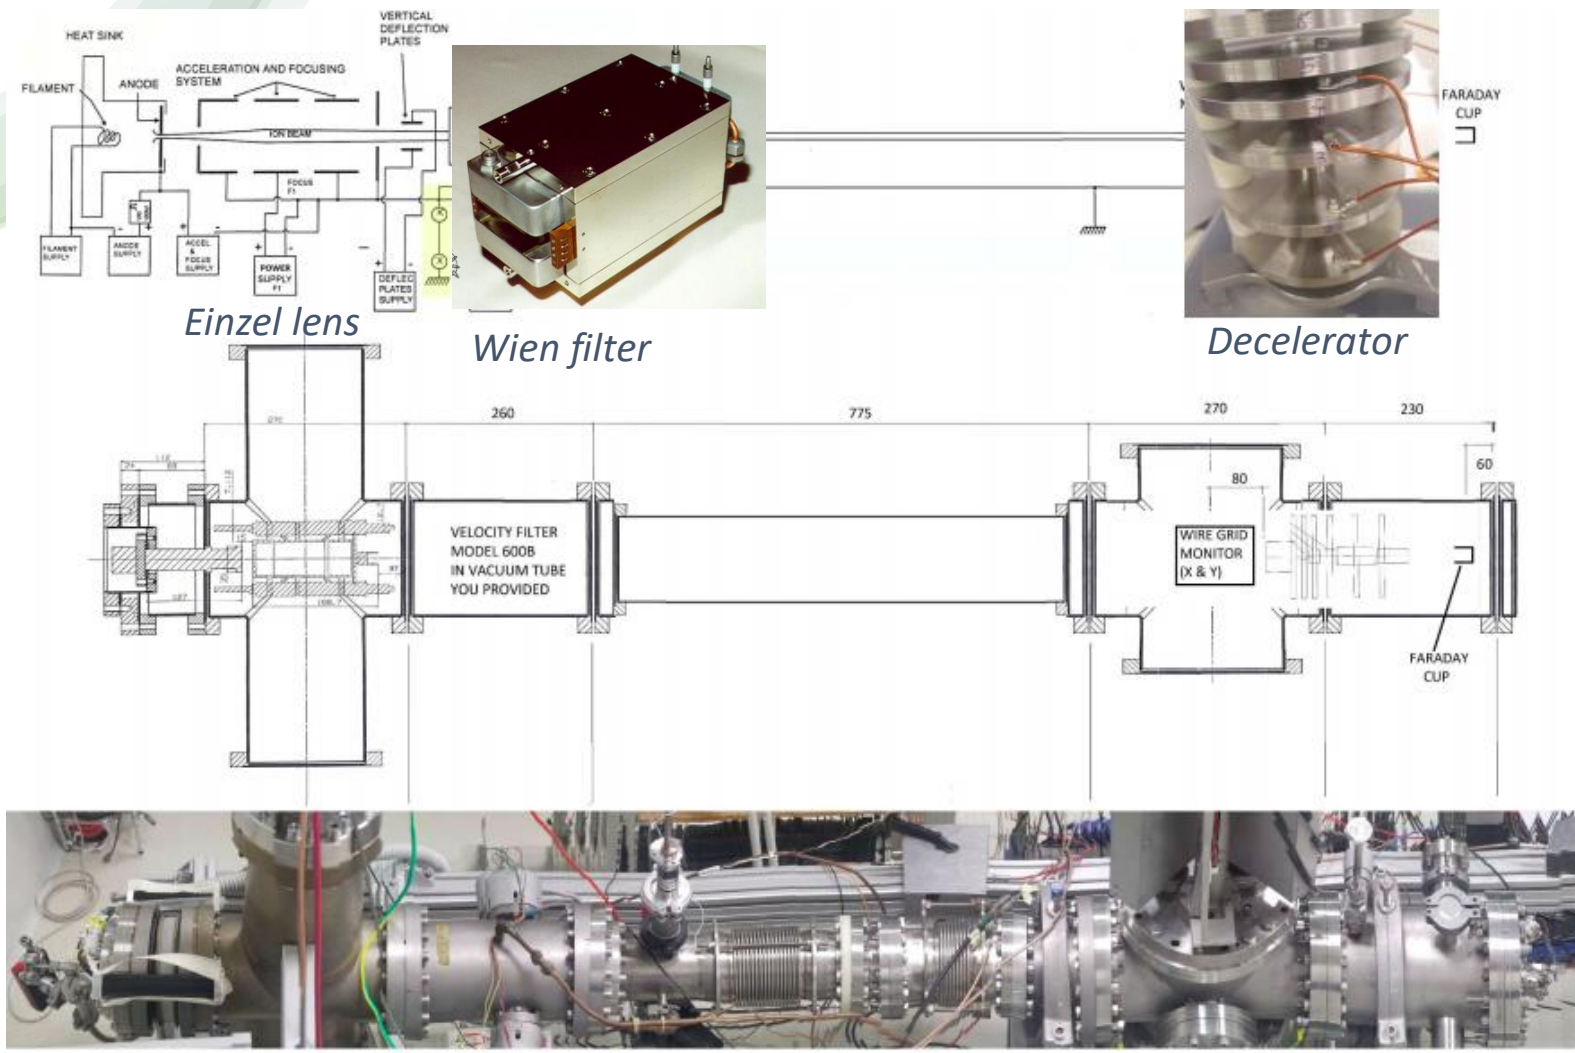 VERTICAL
DEFLECTION
PLATES
HEAT SINK
ACCELERATION AND FOCUSING
SYSTEM
FILAMENT
ANODE
ION BEAM
FARADAY
CUP
FOCUS
F1
FILAMENT
SUPPLY
ANODE
SUPPLY
ACCEL
&
FOCUS
SUPPLY
POWER
SUPPLY
F1
DEFLEC
PLATES
SUPPLY
Einzel lens
Wien filter
Decelerator
270
260
775
270
230
60
80
VELOCITY FILTER
MODEL 600B
IN VACUUM TUBE
YOU PROVIDED
WIRE GRID
MONITOR
(X & Y)
FARADAY
CUP